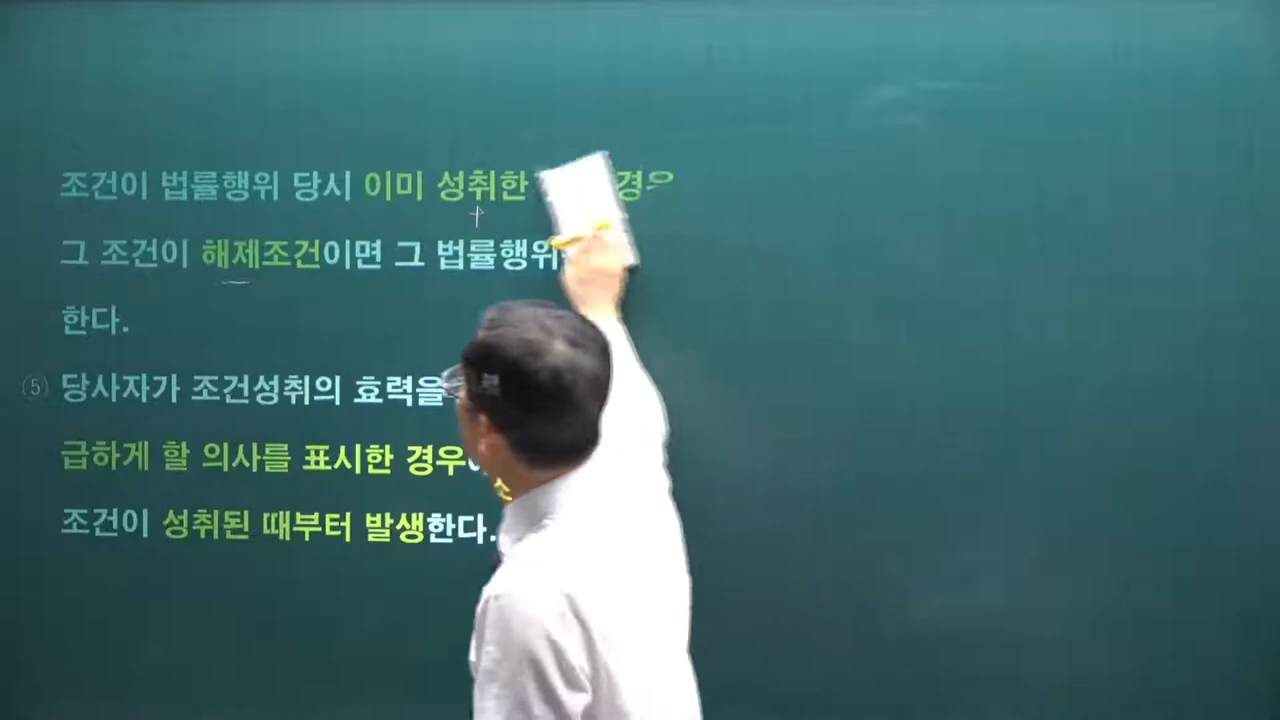 조건이 법률행위 당시 이미 성취한 경우
그 조건이 해제조건이면 그 법률행위
한다.
⑤ 당사자가 조건성취의 효력을
급하게 할 의사를 표시한 경우
조건이 성취된 때부터 발생한다.